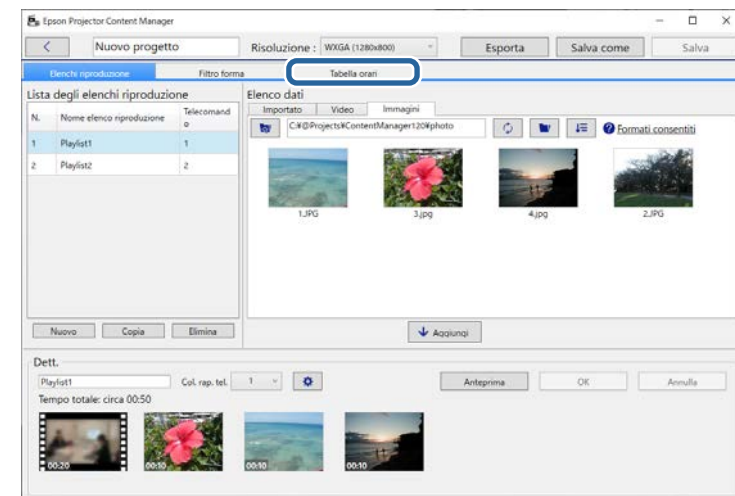 Epson Projector Content Manager
Nuovo progetto Risoluzione : WXGA (1280x800) Esporta Salva come Salva
Elenchi riproduzione Filtro forma Tabella orari
Lista degli elenchi riproduzione Elenco dati
N. Nome elenco riproduzione Telecomando
Importato Video Immagini
C:¥@Projects¥ContentManager120¥photo Formati consentiti
1 Playlist1 1
2 Playlist2 2
1.JPG 3.jpg 4.jpg 2.JPG
Nuovo Copia Elimina Aggiungi
Dett.
Playlist1 Col. rap. tel. 1 Anteprima OK Annulla
Tempo totale: circa 00:50
00:20 00:10 00:10 00:10